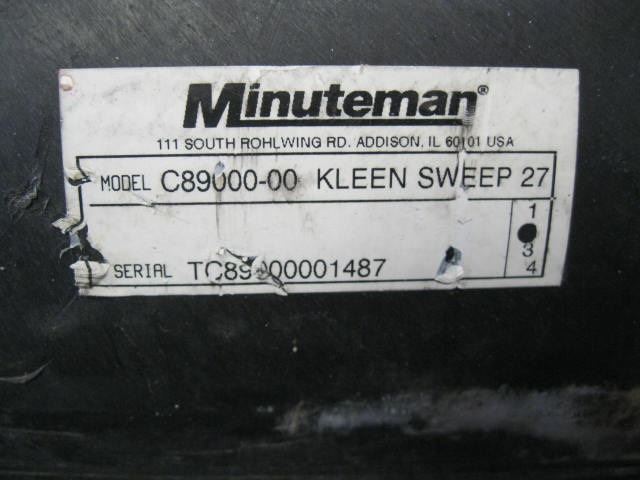 Minuteman®
111 SOUTH ROHLWING RD. ADDISON, IL 60101 USA
MODEL C89000-00 KLEEN SWEEP 27
1
3
4
SERIAL